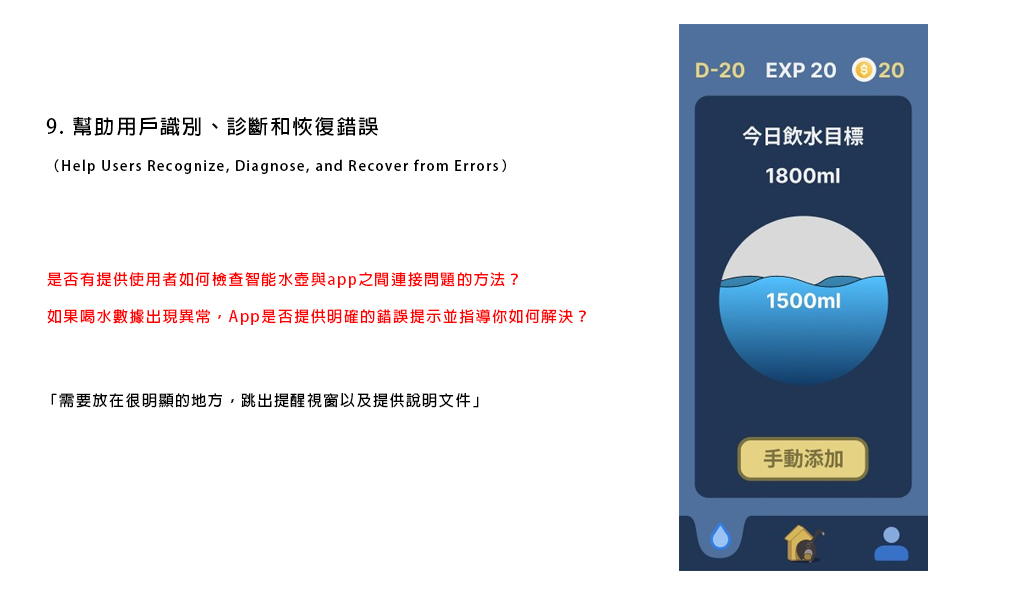 9. 幫助用戶識別、診斷和恢復錯誤
（Help Users Recognize, Diagnose, and Recover from Errors）
是否有提供使用者如何檢查智能水壺與app之間連接問題的方法？
如果喝水數據出現異常，App是否提供明確的錯誤提示並指導你如何解決？
「需要放在很明顯的地方，跳出提醒視窗以及提供說明文件」
D-20 EXP 20 $ 20
今日飲水目標
1800ml
1500ml
手動添加